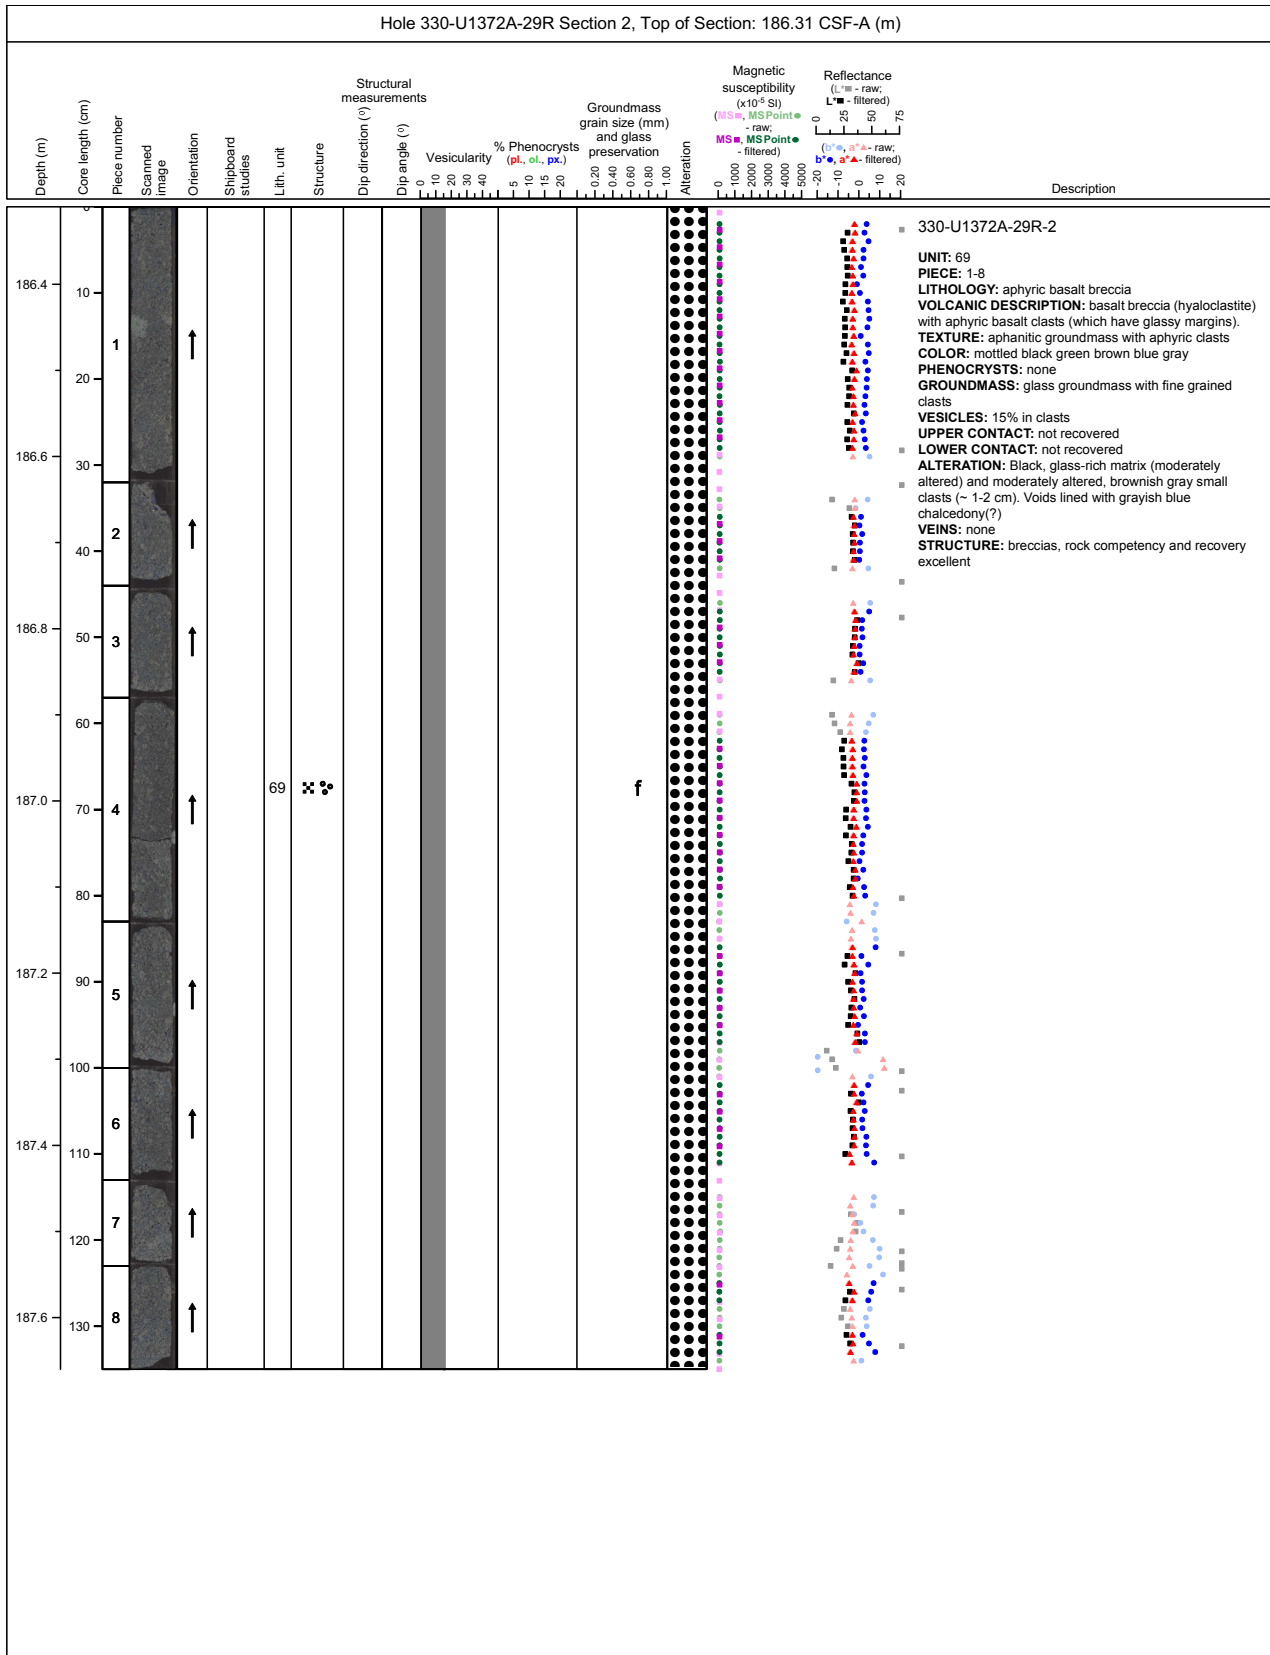 Hole 330-U1372A-29R Section 2, Top of Section: 186.31 CSF-A (m)
Depth (m)
Core length (cm)
Piece number
Scanned
image
Orientation
Shipboard
studies
Lith. unit
Structure
Structural
measurements
Dip direction (º)
Dip angle (º)
Vesicularity
0 10 20 30 40
% Phenocrysts
(pl., ol., px.)
5 10 15 20
Groundmass
grain size (mm)
and glass
preservation
0.20 0.40 0.60 0.80 1.00
Alteration
Magnetic
susceptibility
(x10-5 SI)
(MS■, MSPoint●
- raw;
MS■, MSPoint●
- filtered)
0 1000 2000 3000 4000 5000
Reflectance
(L*■ - raw;
L*■ - filtered)
0 25 50 75
(b*●, a*▲- raw;
b*●, a*▲- filtered)
-20 -10 0 10 20
Description
186.4
186.6
186.8
187.0
187.2
187.4
187.6
0
10
20
30
40
50
60
70
80
90
100
110
120
130
1
2
3
4
5
6
7
8
69
f
330-U1372A-29R-2
UNIT: 69
PIECE: 1-8
LITHOLOGY: aphyric basalt breccia
VOLCANIC DESCRIPTION: basalt breccia (hyaloclastite)
with aphyric basalt clasts (which have glassy margins).
TEXTURE: aphanitic groundmass with aphyric clasts
COLOR: mottled black green brown blue gray
PHENOCRYSTS: none
GROUNDMASS: glass groundmass with fine grained
clasts
VESICLES: 15% in clasts
UPPER CONTACT: not recovered
LOWER CONTACT: not recovered
ALTERATION: Black, glass-rich matrix (moderately
altered) and moderately altered, brownish gray small
clasts (~ 1-2 cm). Voids lined with grayish blue
chalcedony(?)
VEINS: none
STRUCTURE: breccias, rock competency and recovery
excellent